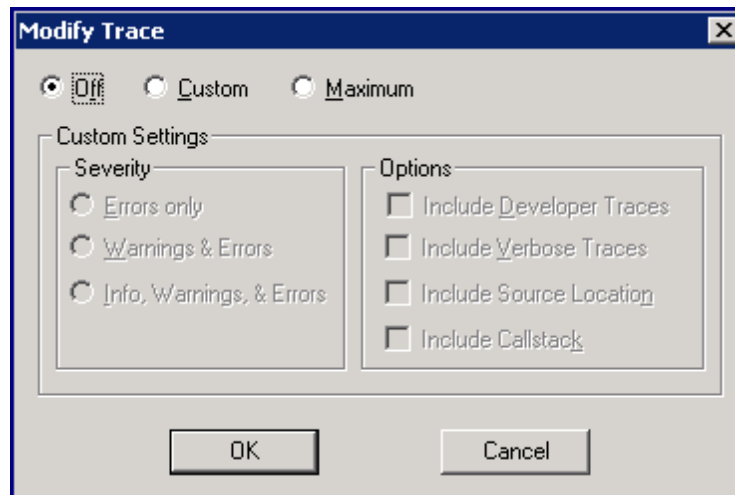 Modify Trace
Off Custom Maximum
Custom Settings
Severity
Errors only
Warnings & Errors
Info, Warnings, & Errors
Options
Include Developer Traces
Include Verbose Traces
Include Source Location
Include Callstack
OK Cancel